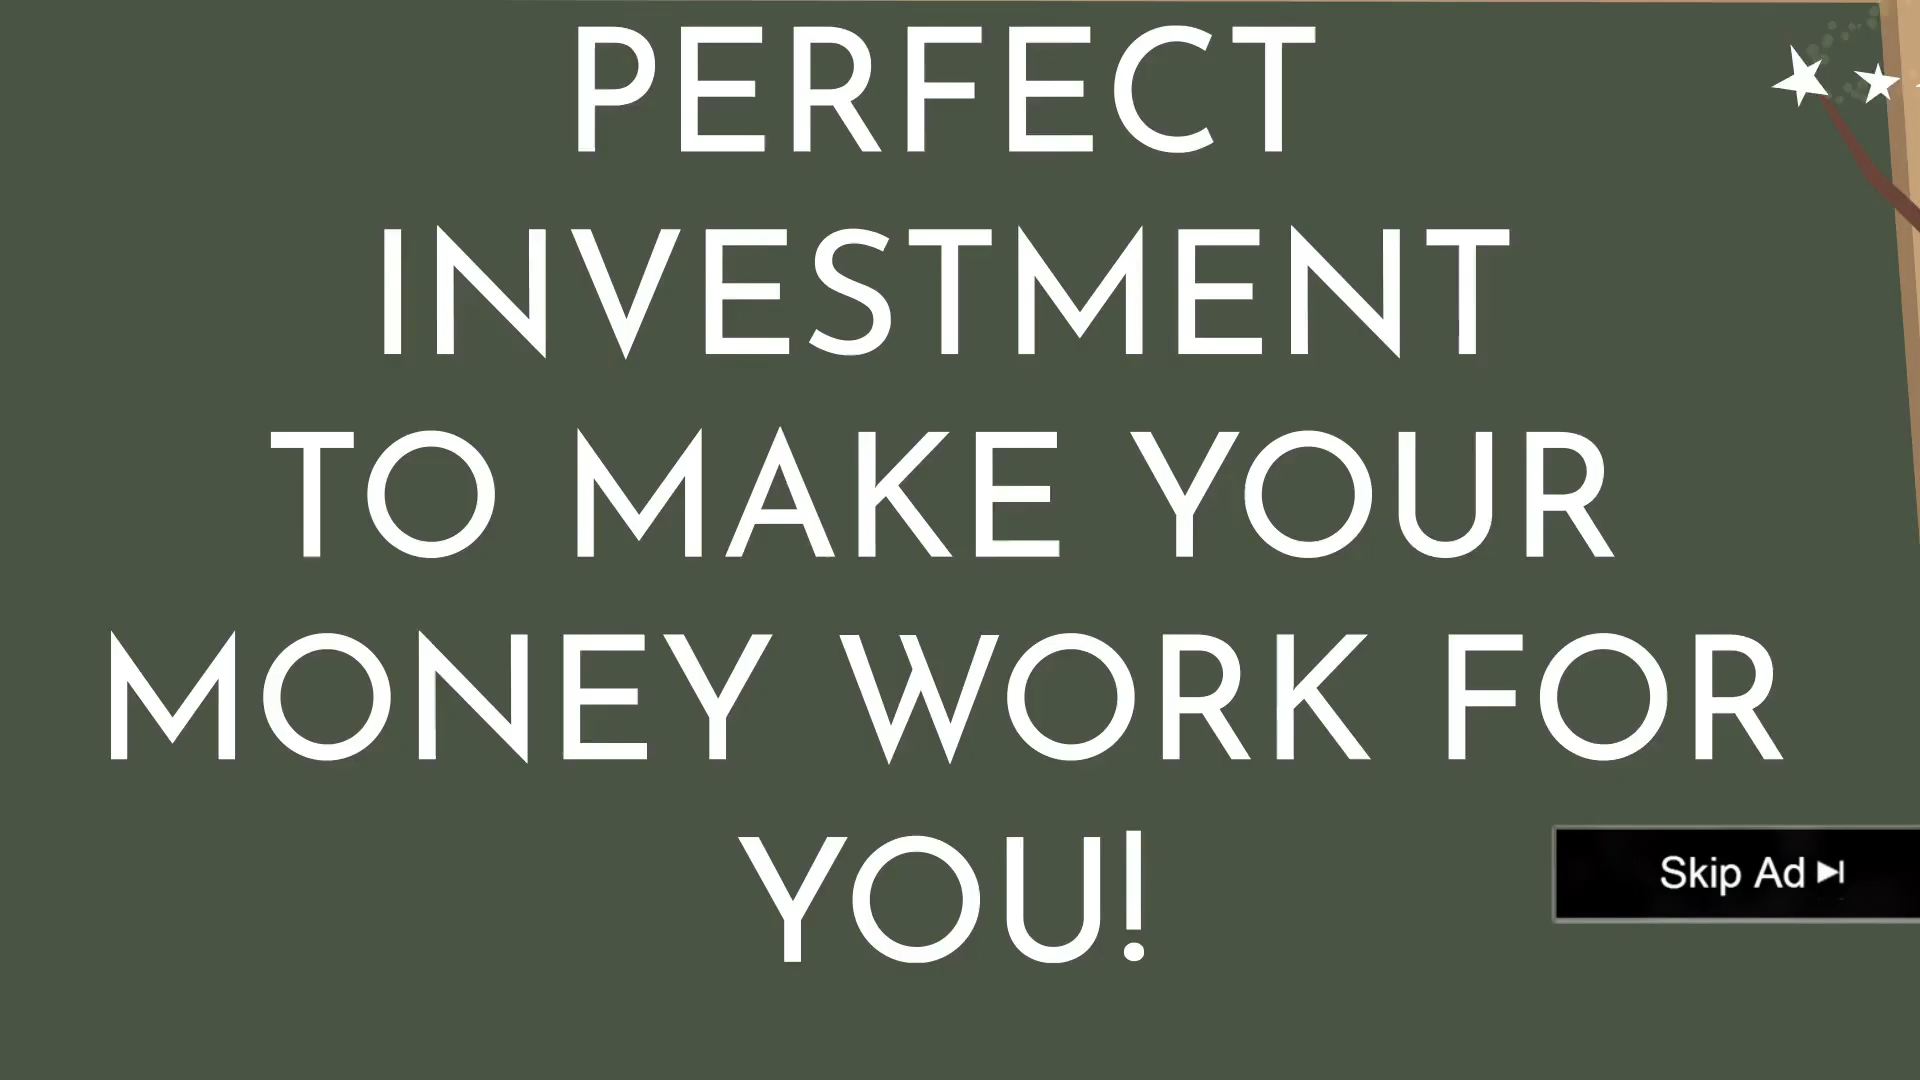 PERFECT
INVESTMENT
TO MAKE YOUR
MONEY WORK FOR
YOU!
Skip Ad